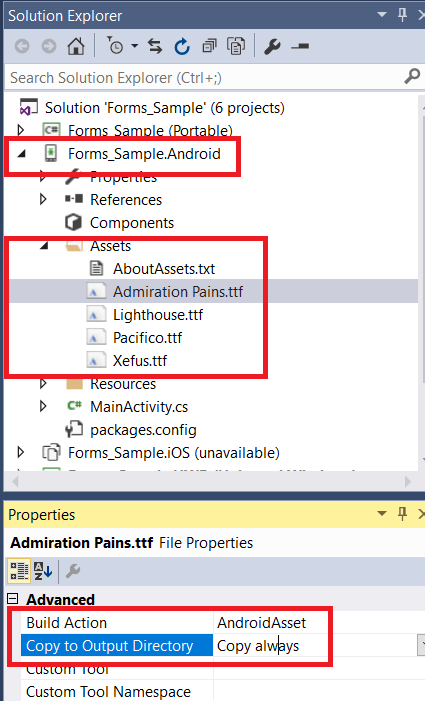 Solution Explorer
Search Solution Explorer (Ctrl+;)
Solution 'Forms_Sample' (6 projects)
Forms_Sample (Portable)
Forms_Sample.Android
Properties
References
Components
Assets
AboutAssets.txt
Admiration Pains.ttf
Lighthouse.ttf
Pacifico.ttf
Xefus.ttf
Resources
C# MainActivity.cs
packages.config
Forms_Sample.iOS (unavailable)
Properties
Admiration Pains.ttf File Properties
Advanced
Build Action AndroidAsset
Copy to Output Directory Copy always
Custom Tool
Custom Tool Namespace